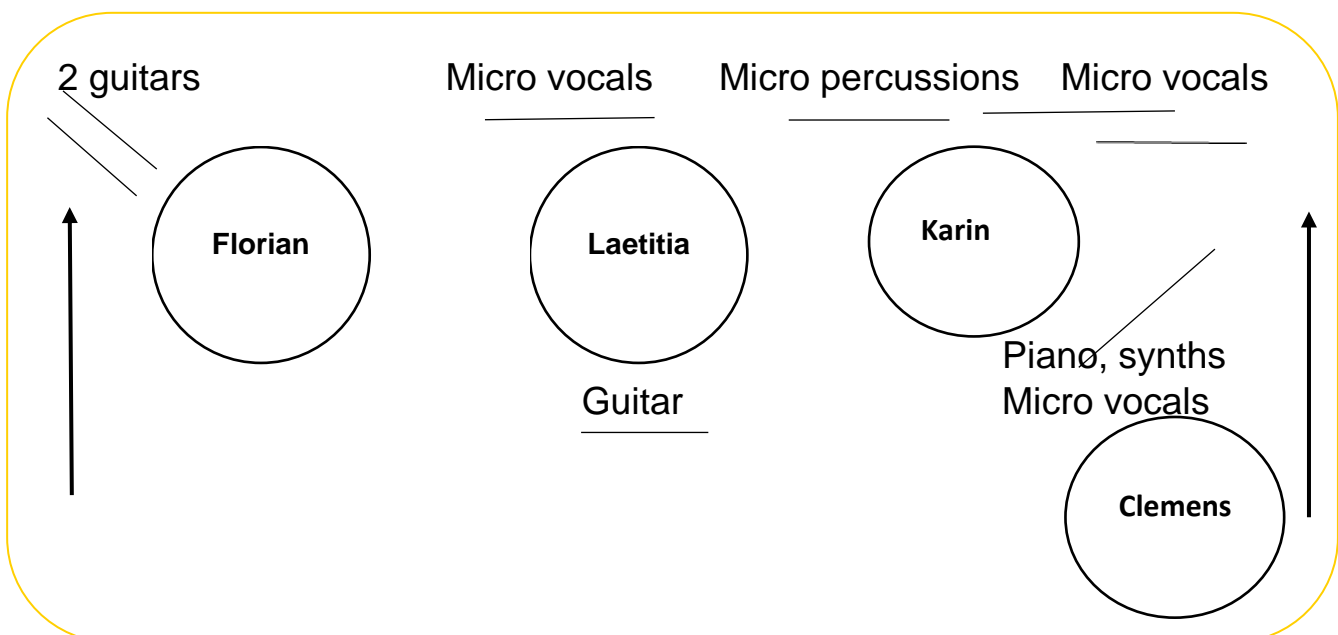 2 guitars
Micro vocals
Micro percussions
Micro vocals
Florian
Laetitia
Karin
Guitar
Piano, synths
Micro vocals
Clemens